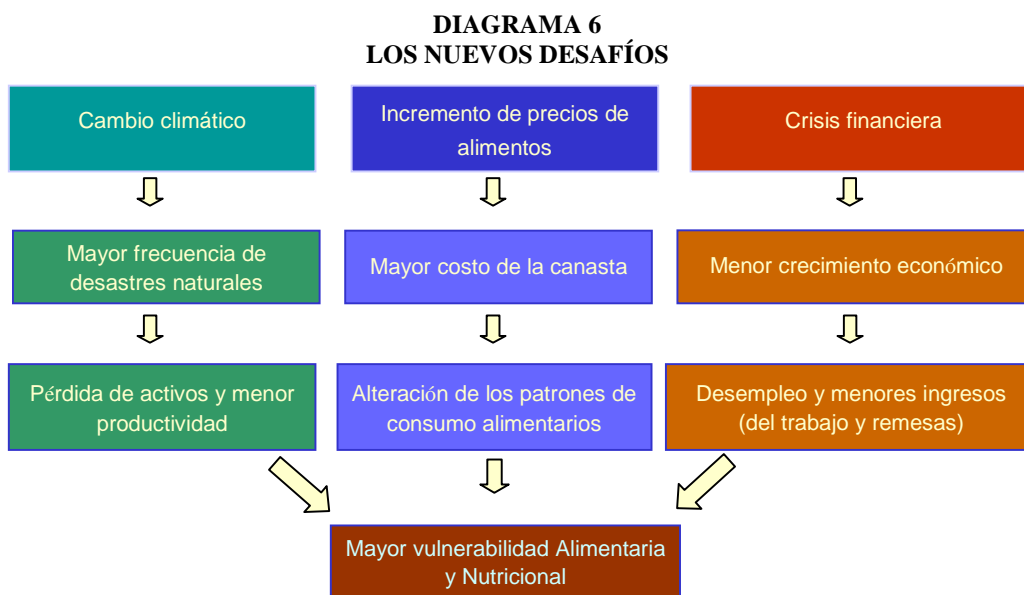 DIAGRAMA 6
LOS NUEVOS DESAFÍOS
Cambio climático
Incremento de precios de
alimentos
Crisis financiera
Mayor frecuencia de
desastres naturales
Mayor costo de la canasta
Menor crecimiento económico
Pérdida de activos y menor
productividad
Alteración de los patrones de
consumo alimentarios
Desempleo y menores ingresos
(del trabajo y remesas)
Mayor vulnerabilidad Alimentaria
y Nutricional